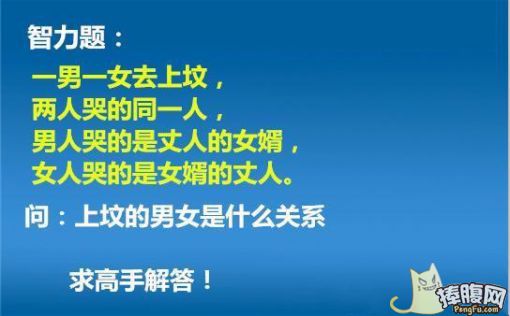 智力题：
一男一女去上坟，
两人哭的同一人，
男人哭的是丈人的女婿，
女人哭的是女婿的丈人。
问：上坟的男女是什么关系
求高手解答！
捧腹网
PengFu.com